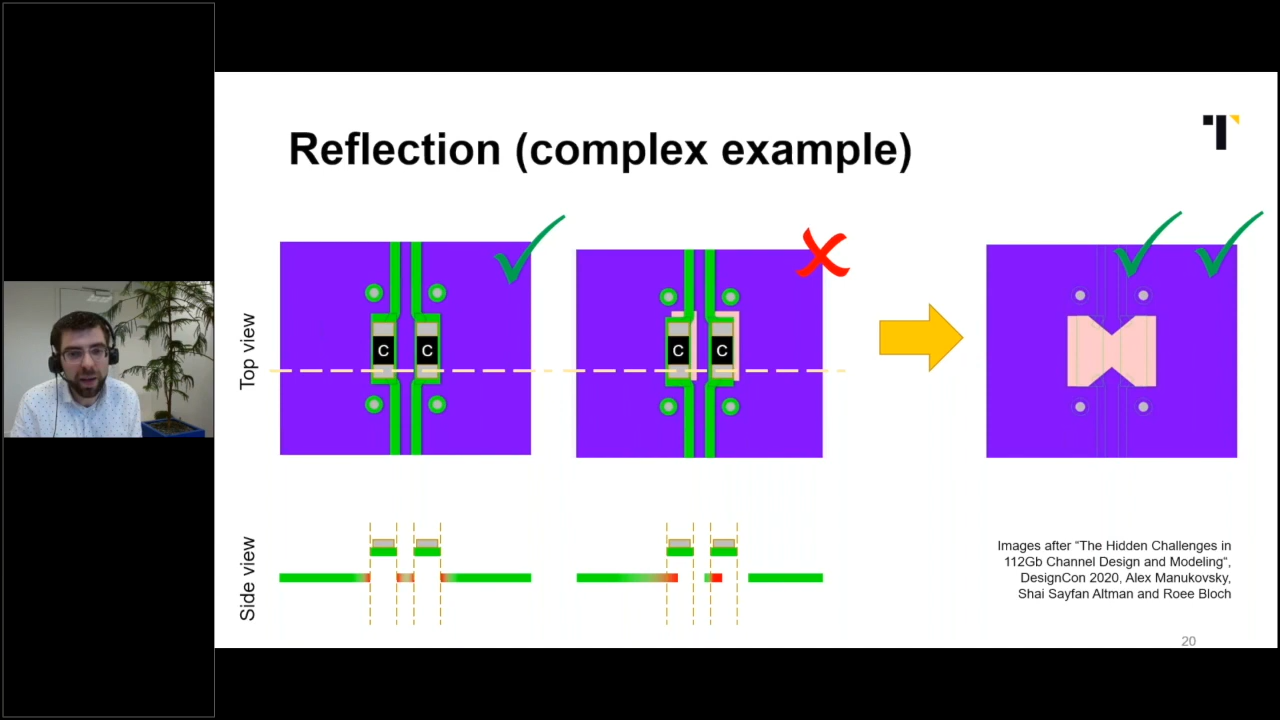 Reflection (complex example)
Top view
C
C
C
C
Side view
Images after "The Hidden Challenges in
112Gb Channel Design and Modeling",
DesignCon 2020, Alex Manukovsky,
Shai Sayfan Altman and Roee Bloch
20